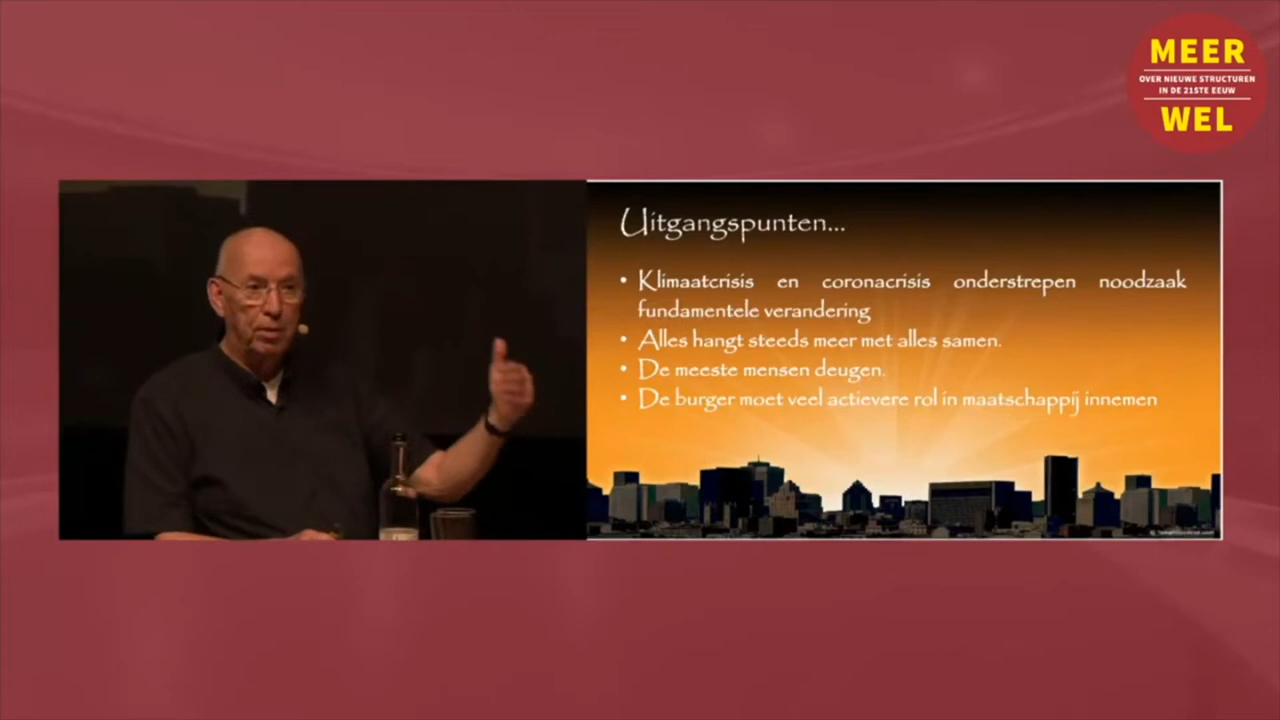 MEER
OVER NIEUWE STRUCTUREN
IN DE 21STE EEUW
WEL
Uitgangspunten...
• Klimaatcrisis en coronacrisis onderstrepen noodzaak
fundamentele verandering
• Alles hangt steeds meer met alles samen.
• De meeste mensen deugen.
• De burger moet veel actievere rol in maatschappij innemen